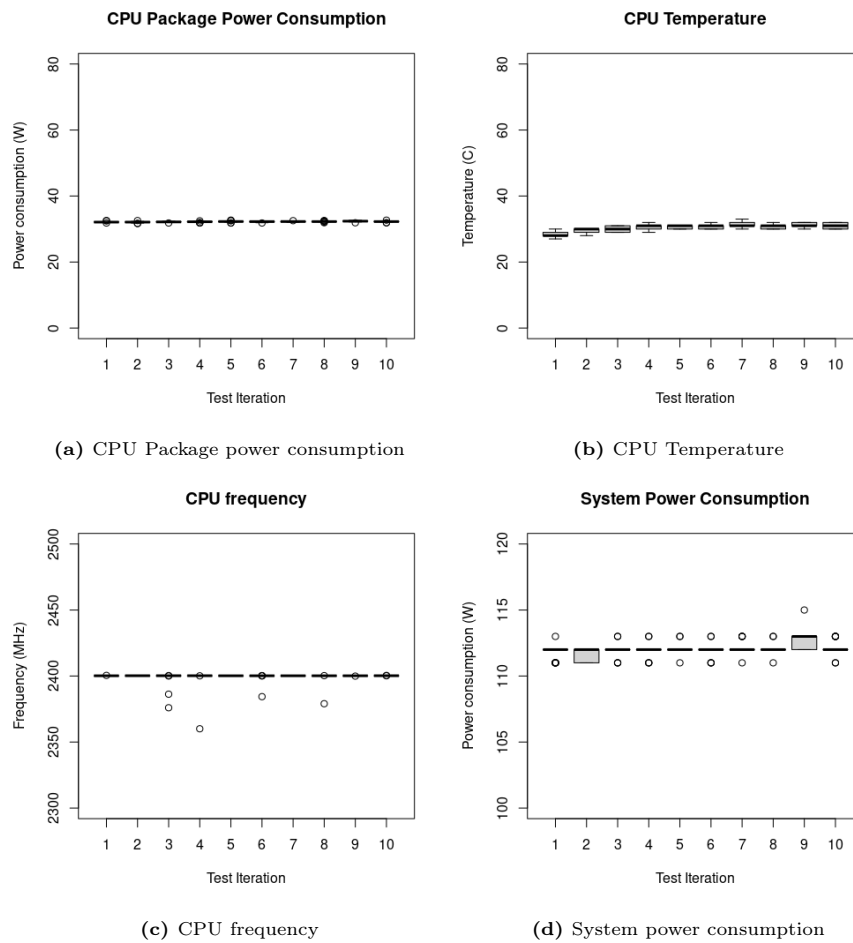 CPU Package Power Consumption
Power consumption (W)
80
60
40
20
0
1 2 3 4 5 6 7 8 9 10
Test Iteration
(a) CPU Package power consumption
CPU Temperature
Temperature (C)
80
60
40
20
0
1 2 3 4 5 6 7 8 9 10
Test Iteration
(b) CPU Temperature
CPU frequency
Frequency (MHz)
2500
2450
2400
2350
2300
1 2 3 4 5 6 7 8 9 10
Test Iteration
(c) CPU frequency
System Power Consumption
Power consumption (W)
120
115
110
105
100
1 2 3 4 5 6 7 8 9 10
Test Iteration
(d) System power consumption